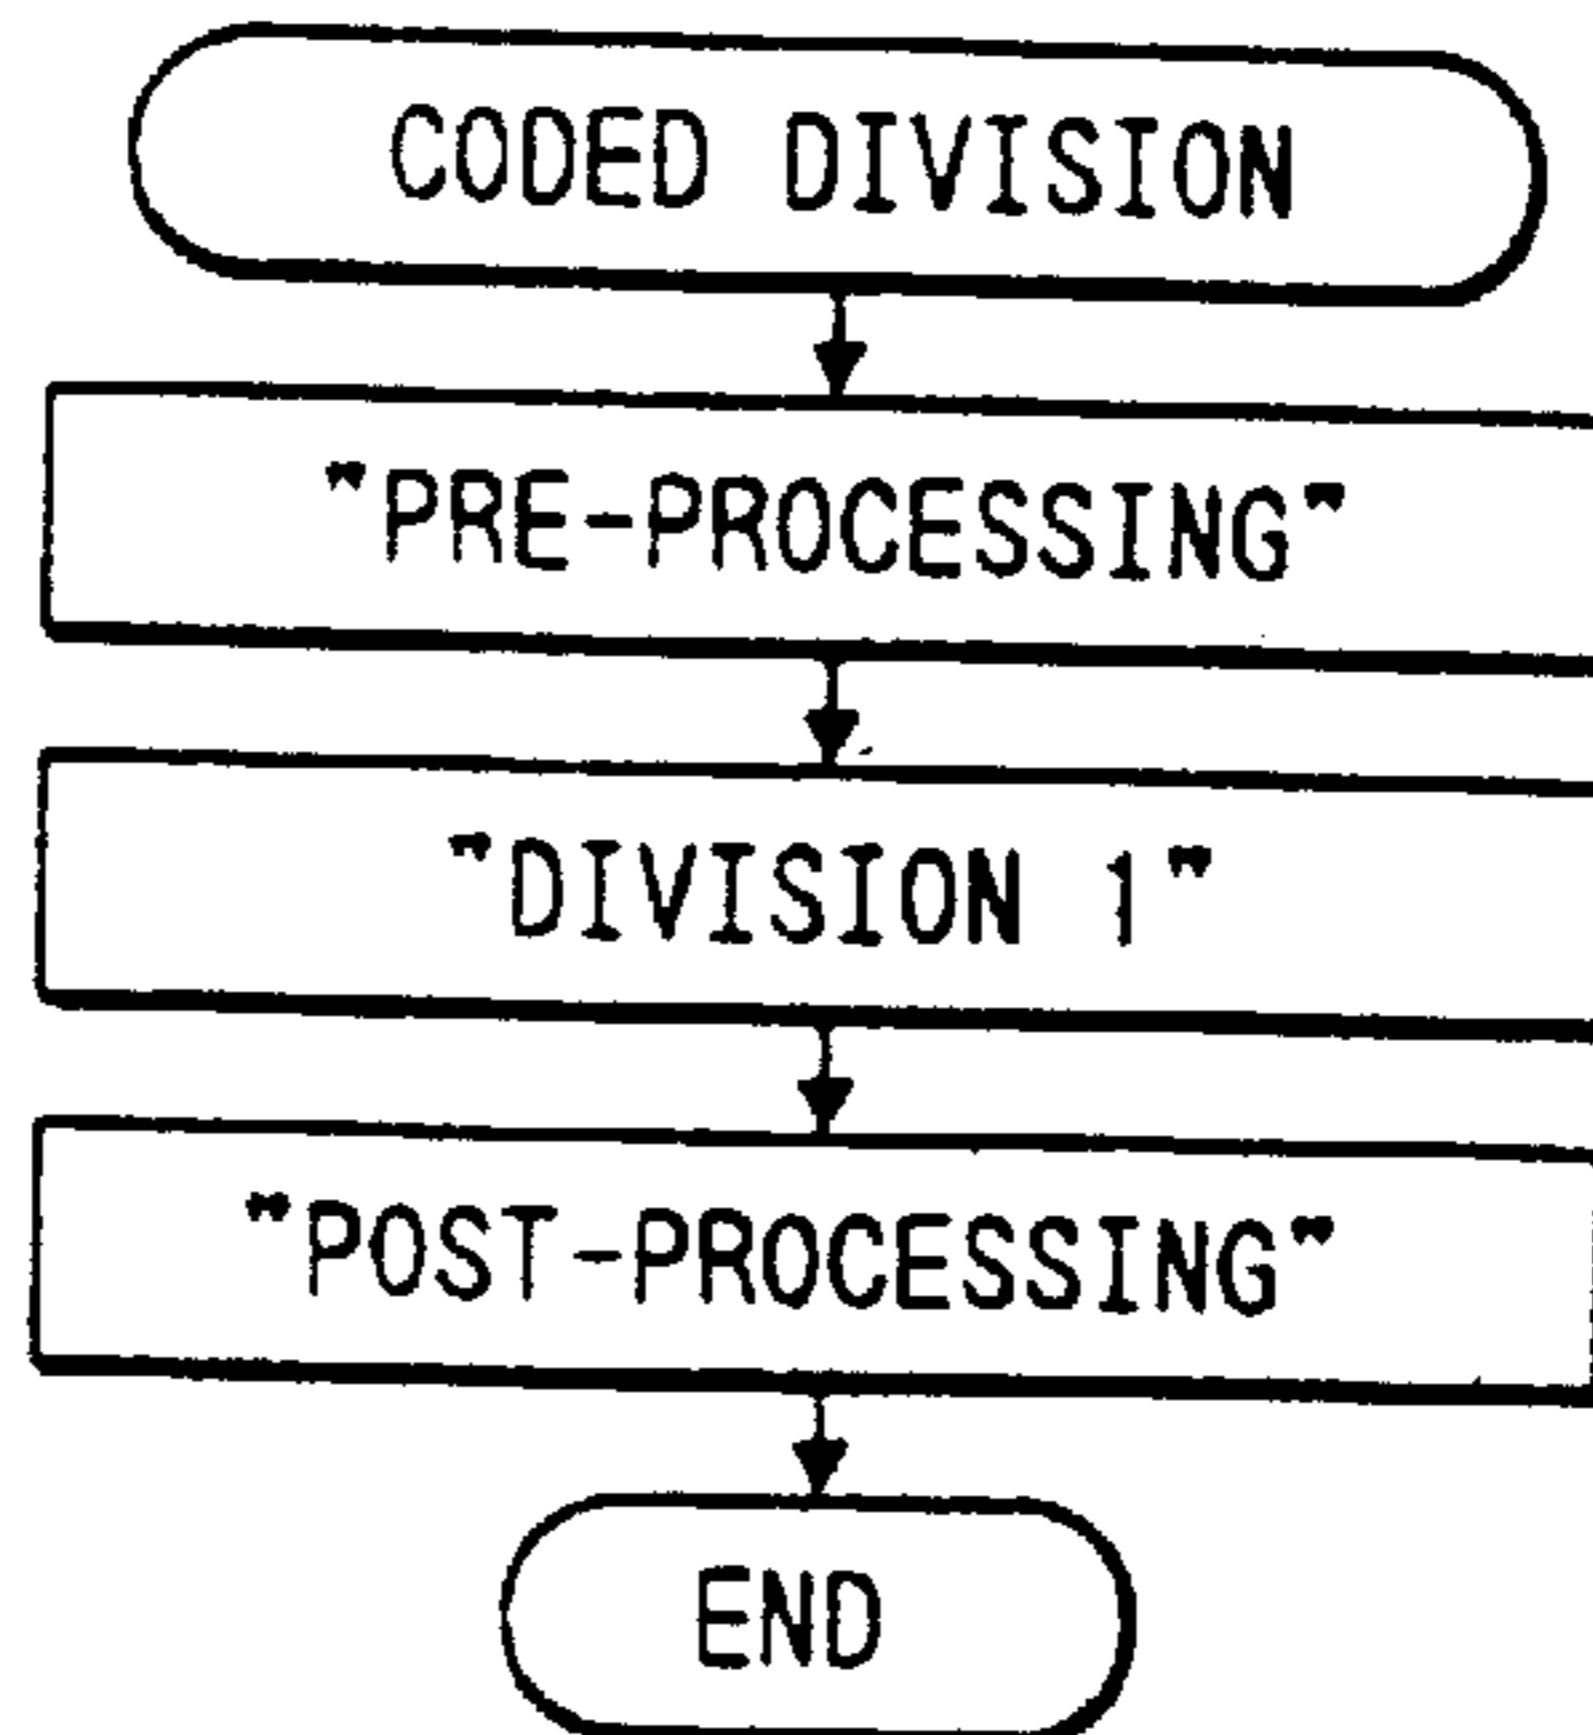 CODED DIVISION
"PRE-PROCESSING"
"DIVISION 1"
"POST-PROCESSING"
END